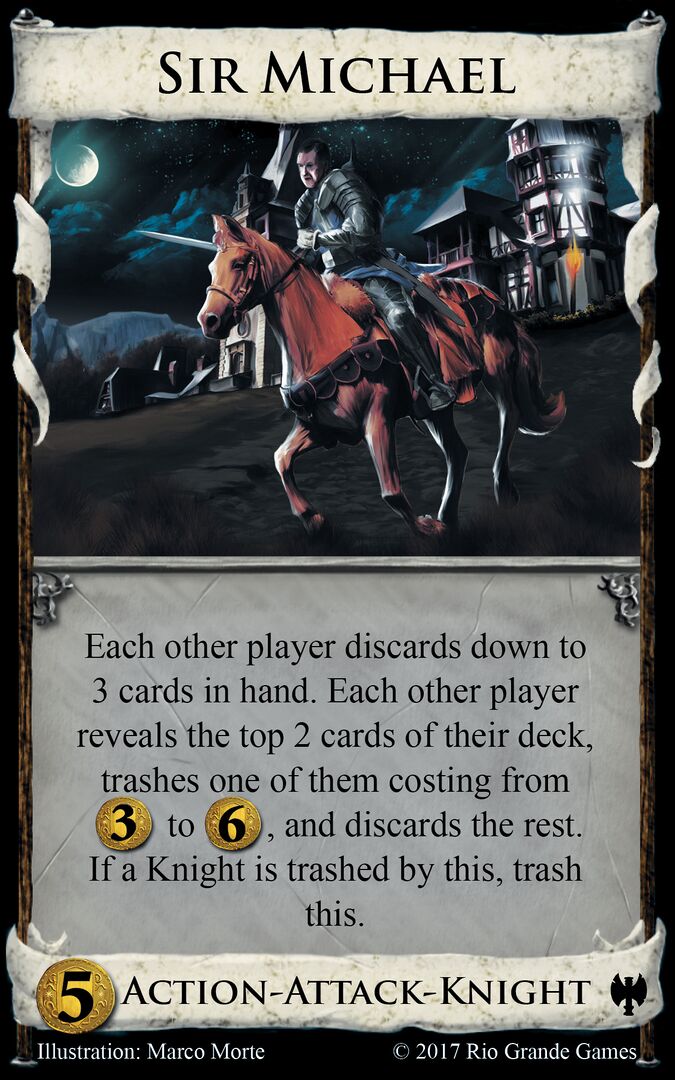 Sir Michael
Each other player discards down to
3 cards in hand. Each other player
reveals the top 2 cards of their deck,
trashes one of them costing from
3 to 6, and discards the rest.
If a Knight is trashed by this, trash
this.
5 Action-Attack-Knight
Illustration: Marco Morte © 2017 Rio Grande Games